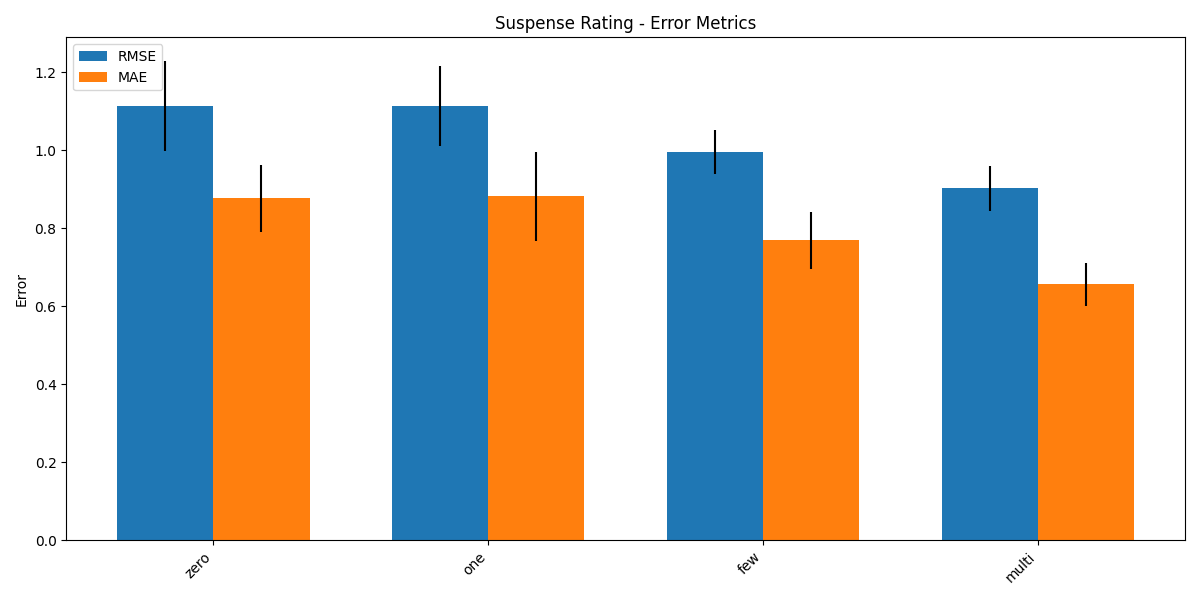 Suspense Rating - Error Metrics
RMSE
MAE
1.2
1.0
0.8
0.6
0.4
0.2
0.0
Error
zero
one
few
multi